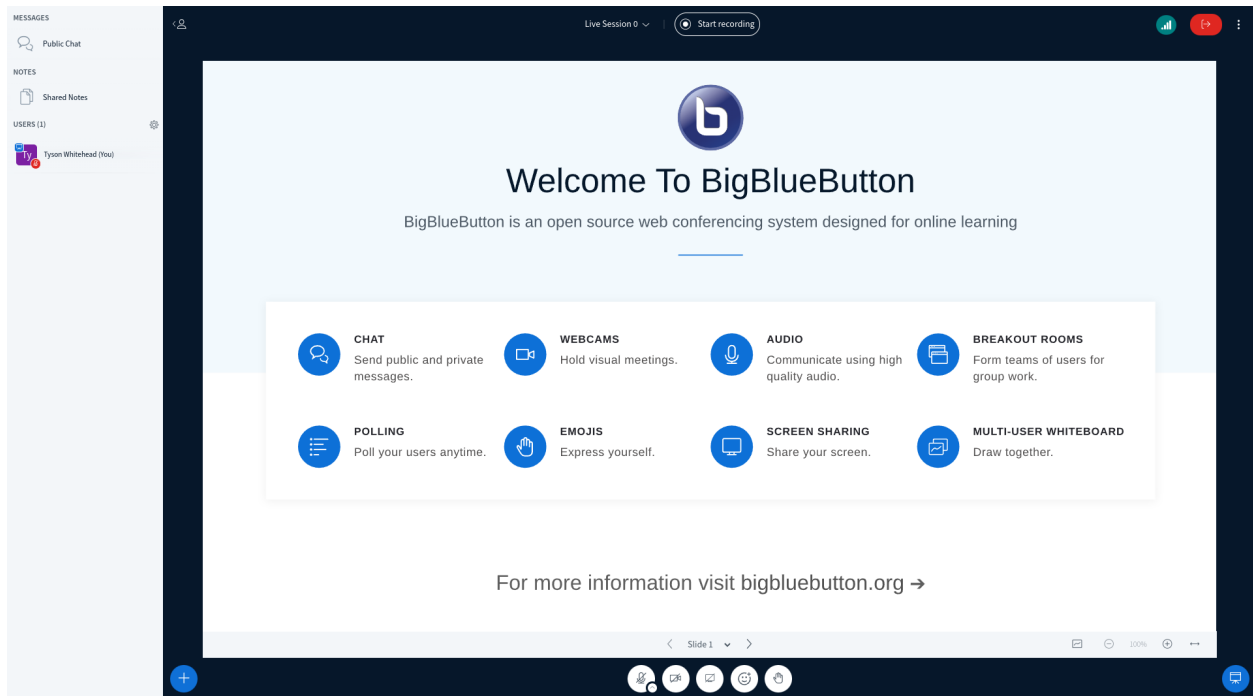 MESSAGES
Public Chat
NOTES
Shared Notes
USERS (1)
Ty
Tyson Whitehead (You)
Live Session 0
Start recording
b
Welcome To BigBlueButton
BigBlueButton is an open source web conferencing system designed for online learning
CHAT
Send public and private
messages.
WEBCAMS
Hold visual meetings.
AUDIO
Communicate using high
quality audio.
BREAKOUT ROOMS
Form teams of users for
group work.
POLLING
Poll your users anytime.
EMOJIS
Express yourself.
SCREEN SHARING
Share your screen.
MULTI-USER WHITEBOARD
Draw together.
For more information visit bigbluebutton.org ➔
Slide 1
100%